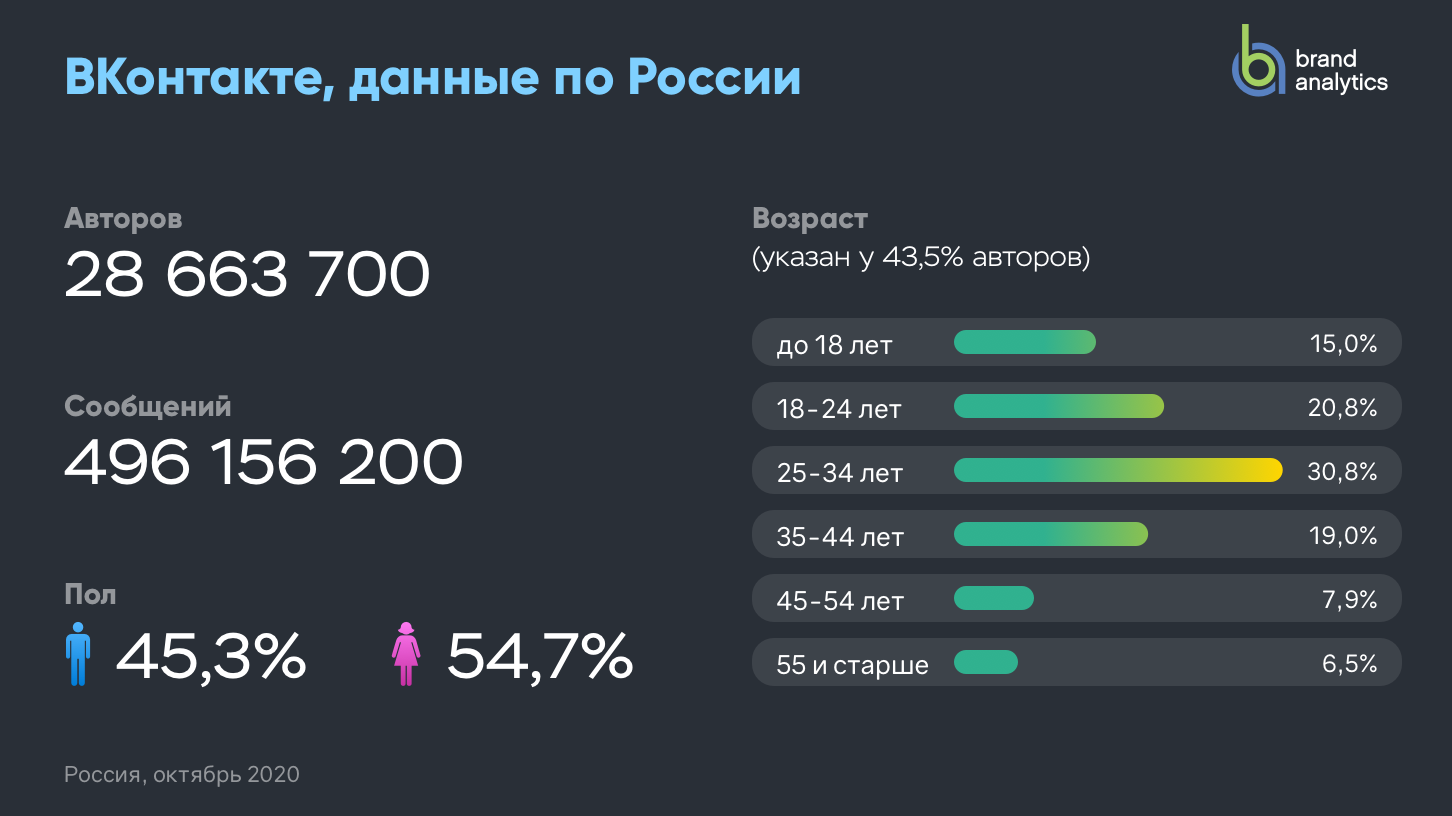 ВКонтакте, данные по России
brand
analytics
Авторов
28 663 700
Сообщений
496 156 200
Пол
45,3% 54,7%
Возраст
(указан у 43,5% авторов)
до 18 лет 15,0%
18-24 лет 20,8%
25-34 лет 30,8%
35-44 лет 19,0%
45-54 лет 7,9%
55 и старше 6,5%
Россия, октябрь 2020